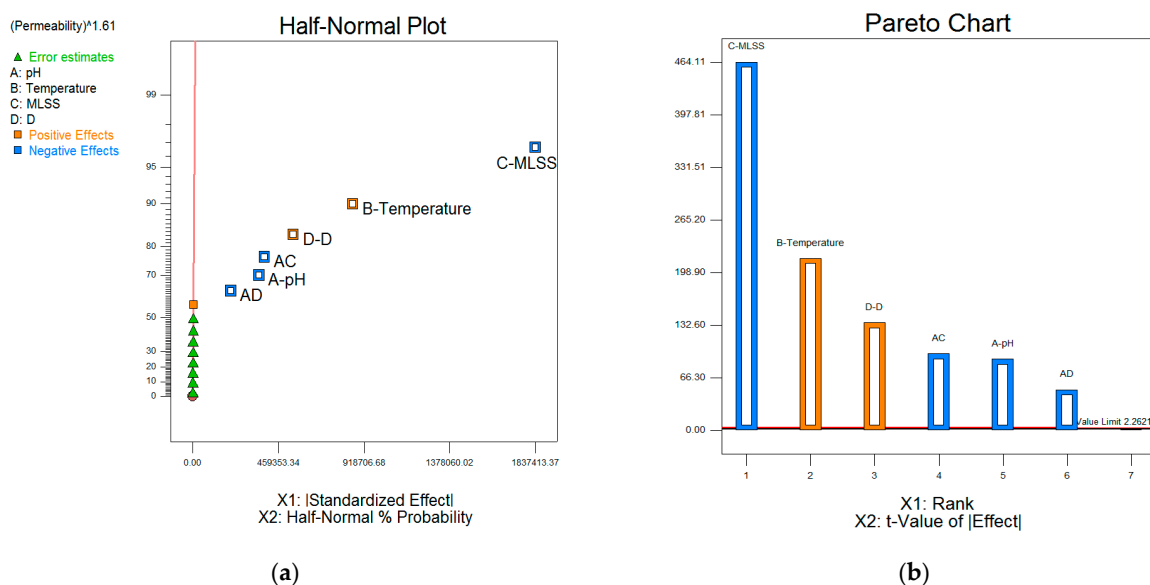 (Permeability)^1.61
Error estimates
A: pH
B: Temperature
C: MLSS
D: D
Positive Effects
Negative Effects
Half-Normal Plot
99
95
90
80
70
50
30
20
10
0
C-MLSS
B-Temperature
D-D
AC
A-pH
AD
0.00
459353.34
918706.68
1378060.02
1837413.37
X1: |Standardized Effect|
X2: Half-Normal % Probability
(a)
Pareto Chart
464.11
397.81
331.51
265.20
198.90
132.60
66.30
0.00
C-MLSS
B-Temperature
D-D
AC
A-pH
AD
Value Limit 2.2621
1
2
3
4
5
6
7
X1: Rank
X2: t-Value of |Effect|
(b)